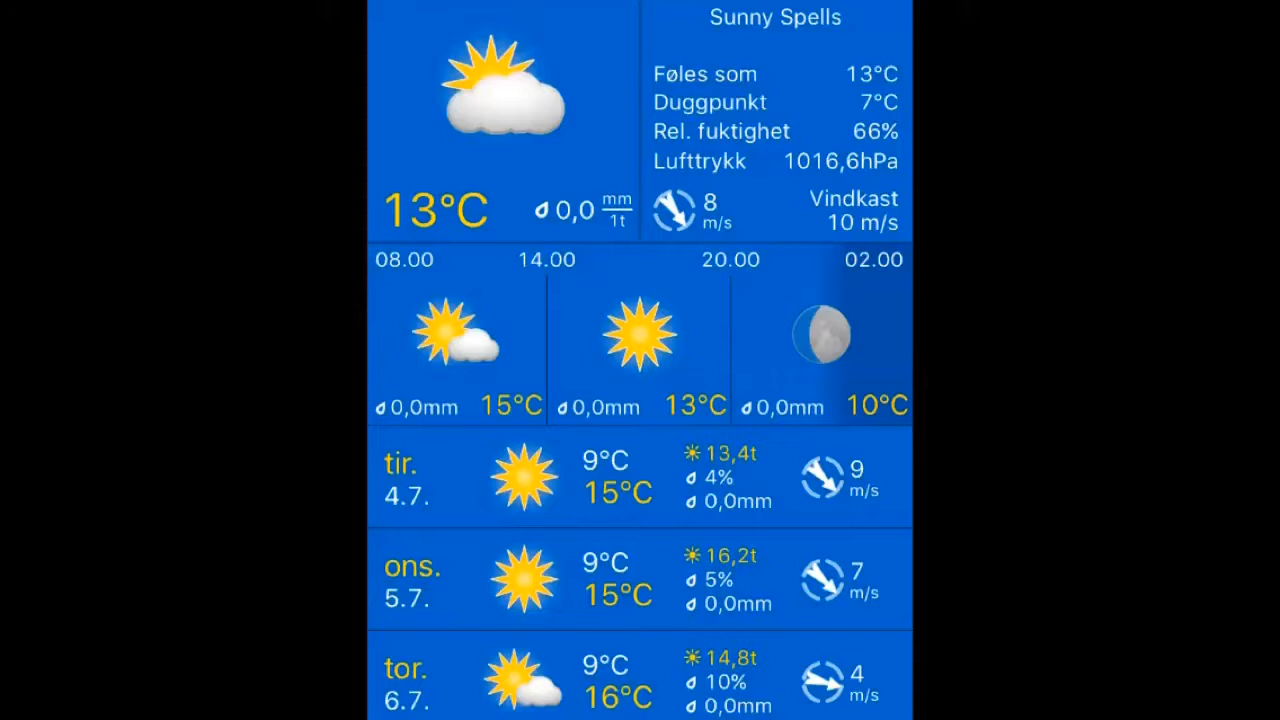 Sunny Spells
Føles som 13°C
Duggpunkt 7°C
Rel. fuktighet 66%
Lufttrykk 1016,6hPa
13°C 0,0 mm/1t
8 m/s
Vindkast
10 m/s
08.00 14.00 20.00 02.00
0,0mm 15°C 0,0mm 13°C 0,0mm 10°C
tir.
4.7.
9°C
15°C
13,4t
4%
0,0mm
9
m/s
ons.
5.7.
9°C
15°C
16,2t
5%
0,0mm
7
m/s
tor.
6.7.
9°C
16°C
14,8t
10%
0,0mm
4
m/s